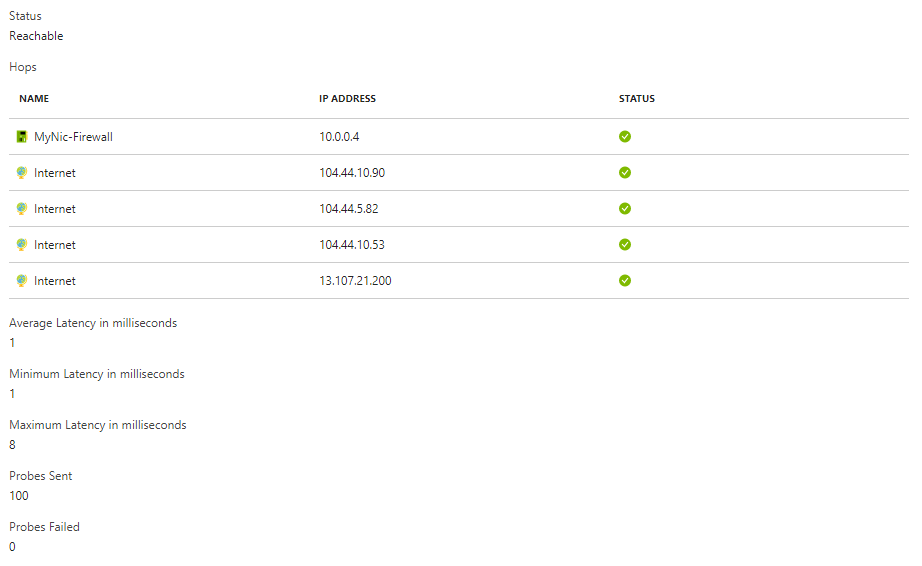 Status
Reachable
Hops
NAME IP ADDRESS STATUS
MyNic-Firewall 10.0.0.4
Internet 104.44.10.90
Internet 104.44.5.82
Internet 104.44.10.53
Internet 13.107.21.200
Average Latency in milliseconds
1
Minimum Latency in milliseconds
1
Maximum Latency in milliseconds
8
Probes Sent
100
Probes Failed
0